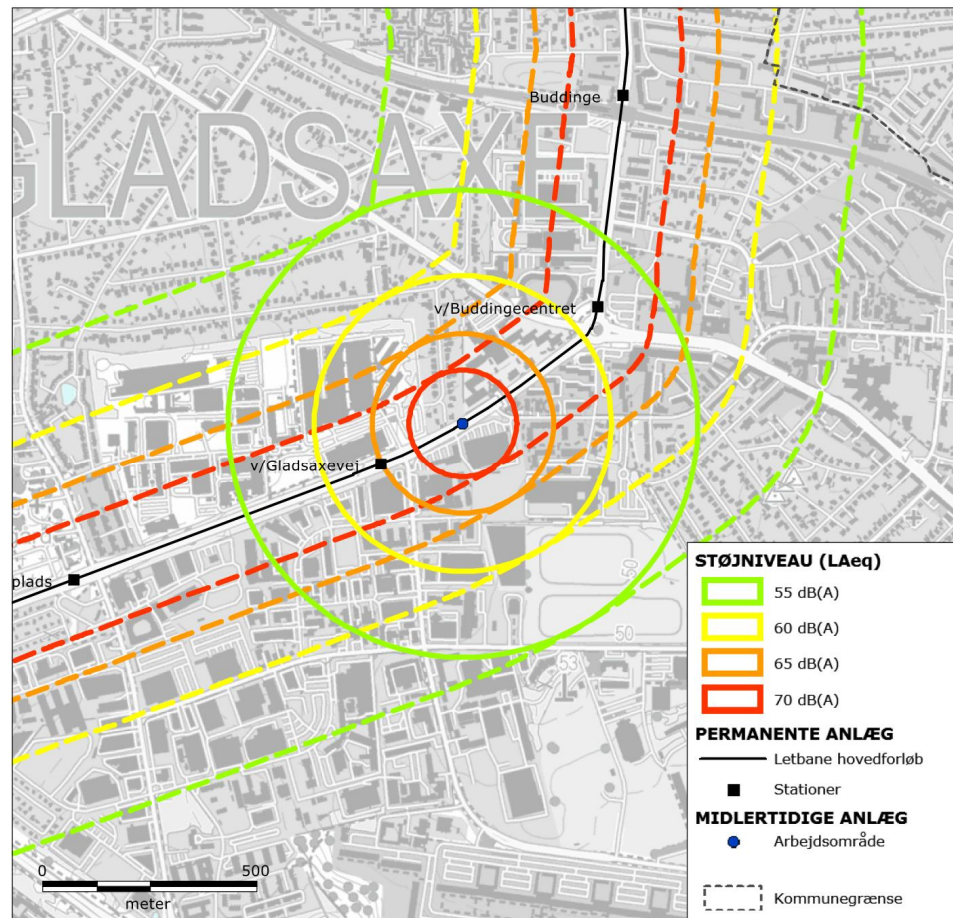 Buddinge
GLADSAXE
v/Buddingecentret
v/Gladsaxevej
plads
50
50
53
STØJNIVEAU (LAeq)
55 dB(A)
60 dB(A)
65 dB(A)
70 dB(A)
PERMANENTE ANLÆG
Letbane hovedforløb
Stationer
MIDLERTIDIGE ANLÆG
Arbejdsområde
Kommunegrænse
0 500
meter